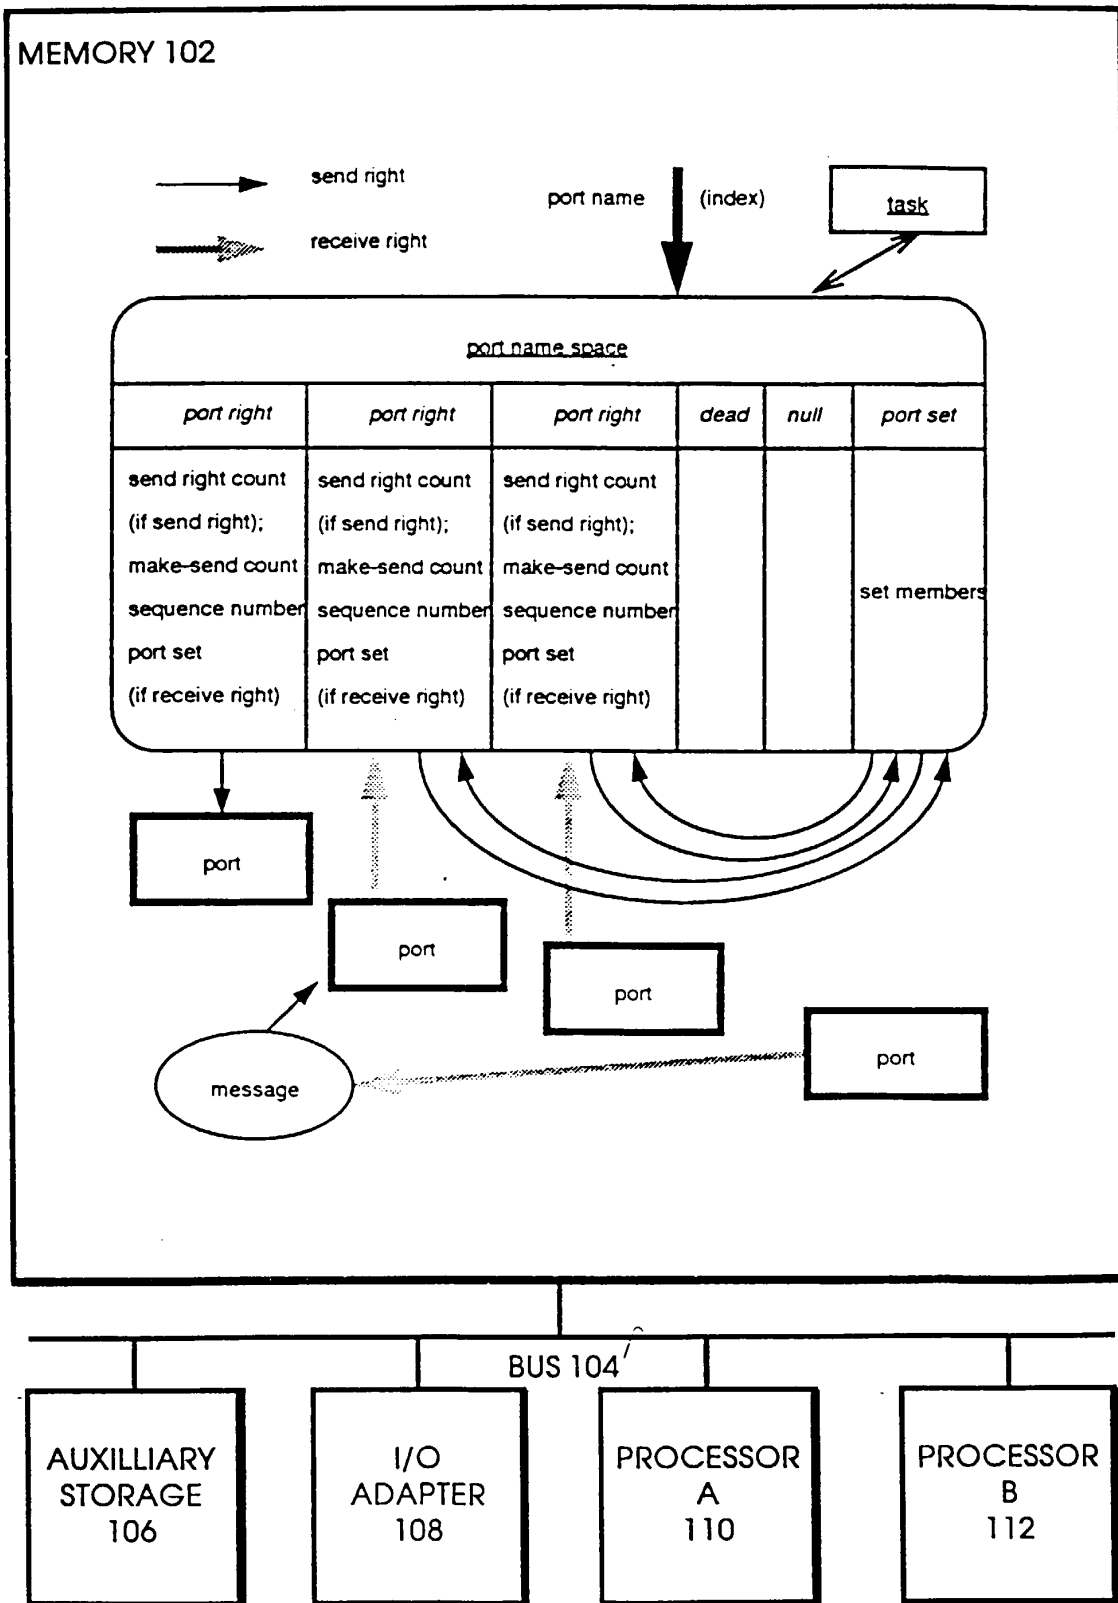 MEMORY 102
send right
receive right
port name
(index)
task
port name space
port right
port right
port right
dead
null
port set
send right count
(if send right);
make-send count
sequence number
port set
(if receive right)
send right count
(if send right);
make-send count
sequence number
port set
(if receive right)
send right count
(if send right);
make-send count
sequence number
port set
(if receive right)
set members
port
port
port
port
message
BUS 104
AUXILLIARY
STORAGE
106
I/O
ADAPTER
108
PROCESSOR
A
110
PROCESSOR
B
112